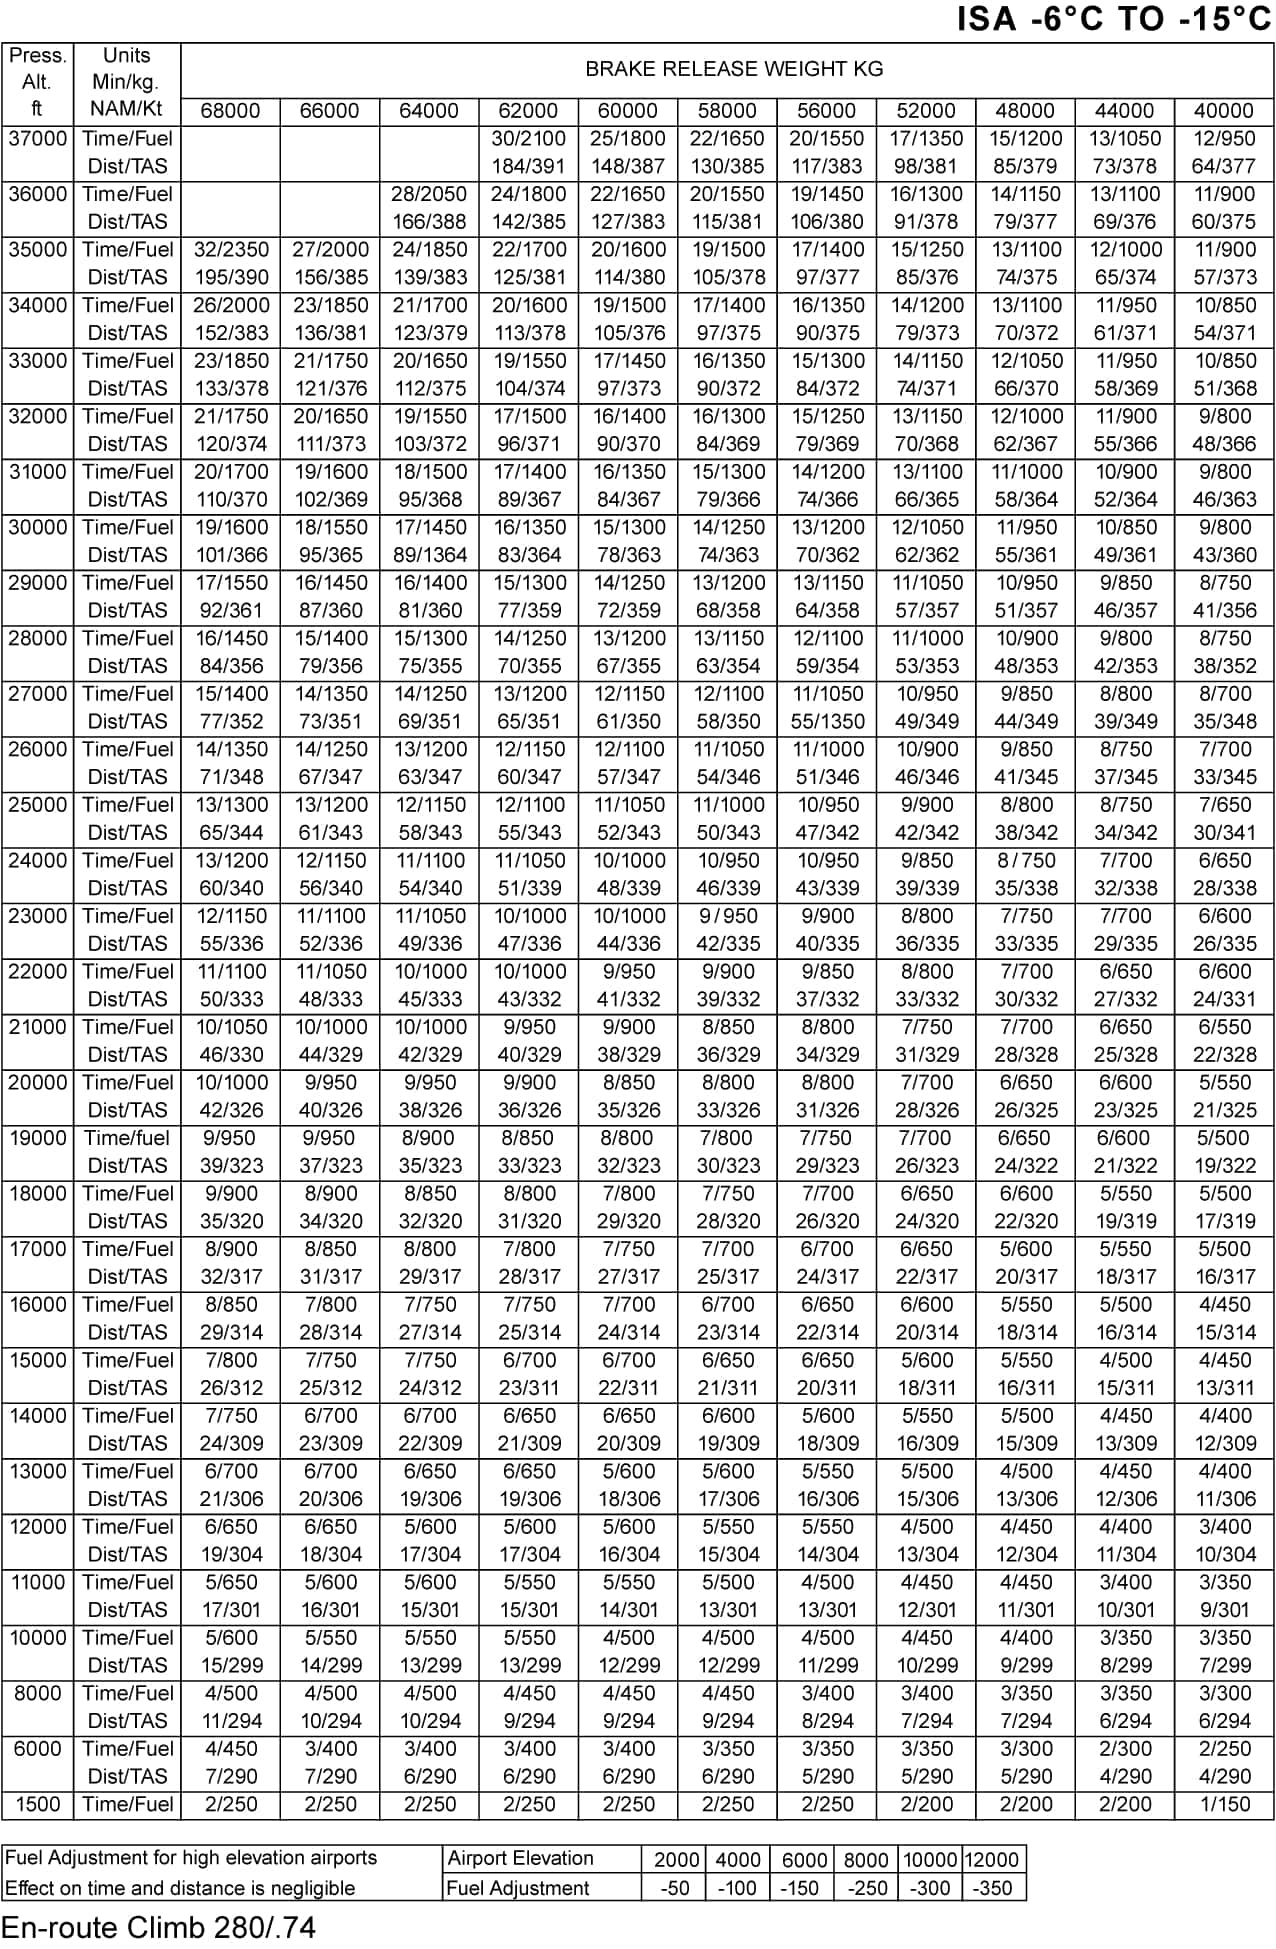 ISA -6°C TO -15°C
Press. Units BRAKE RELEASE WEIGHT KG
Alt. Min/kg.
ft NAM/Kt 68000 66000 64000 62000 60000 58000 56000 52000 48000 44000 40000
37000 Time/Fuel 30/2100 25/1800 22/1650 20/1550 17/1350 15/1200 13/1050 12/950
Dist/TAS 184/391 148/387 130/385 117/383 98/381 85/379 73/378 64/377
36000 Time/Fuel 28/2050 24/1800 22/1650 20/1550 19/1450 16/1300 14/1150 13/1100 11/900
Dist/TAS 166/388 142/385 127/383 115/381 106/380 91/378 79/377 69/376 60/375
35000 Time/Fuel 32/2350 27/2000 24/1850 22/1700 20/1600 19/1500 17/1400 15/1250 13/1100 12/1000 11/900
Dist/TAS 195/390 156/385 139/383 125/381 114/380 105/378 97/377 85/376 74/375 65/374 57/373
34000 Time/Fuel 26/2000 23/1850 21/1700 20/1600 19/1500 17/1400 16/1350 14/1200 13/1100 11/950 10/850
Dist/TAS 152/383 136/381 123/379 113/378 105/376 97/375 90/375 79/373 70/372 61/371 54/371
33000 Time/Fuel 23/1850 21/1750 20/1650 19/1550 17/1450 16/1350 15/1300 14/1150 12/1050 11/950 10/850
Dist/TAS 133/378 121/376 112/375 104/374 97/373 90/372 84/372 74/371 66/370 58/369 51/368
32000 Time/Fuel 21/1750 20/1650 19/1550 17/1500 16/1400 16/1300 15/1250 13/1150 12/1000 11/900 9/800
Dist/TAS 120/374 111/373 103/372 96/371 90/370 84/369 79/369 70/368 62/367 55/366 48/366
31000 Time/Fuel 20/1700 19/1600 18/1500 17/1400 16/1350 15/1300 14/1200 13/1100 11/1000 10/900 9/800
Dist/TAS 110/370 102/369 95/368 89/367 84/367 79/366 74/366 66/365 58/364 52/364 46/363
30000 Time/Fuel 19/1600 18/1550 17/1450 16/1350 15/1300 14/1250 13/1200 12/1050 11/950 10/850 9/800
Dist/TAS 101/366 95/365 89/1364 83/364 78/363 74/363 70/362 62/362 55/361 49/361 43/360
29000 Time/Fuel 17/1550 16/1450 16/1400 15/1300 14/1250 13/1200 13/1150 11/1050 10/950 9/850 8/750
Dist/TAS 92/361 87/360 81/360 77/359 72/359 68/358 64/358 57/357 51/357 46/357 41/356
28000 Time/Fuel 16/1450 15/1400 15/1300 14/1250 13/1200 13/1150 12/1100 11/1000 10/900 9/800 8/750
Dist/TAS 84/356 79/356 75/355 70/355 67/355 63/354 59/354 53/353 48/353 42/353 38/352
27000 Time/Fuel 15/1400 14/1350 14/1250 13/1200 12/1150 12/1100 11/1050 10/950 9/850 8/800 8/700
Dist/TAS 77/352 73/351 69/351 65/351 61/350 58/350 55/1350 49/349 44/349 39/349 35/348
26000 Time/Fuel 14/1350 14/1250 13/1200 12/1150 12/1100 11/1050 11/1000 10/900 9/850 8/750 7/700
Dist/TAS 71/348 67/347 63/347 60/347 57/347 54/346 51/346 46/346 41/345 37/345 33/345
25000 Time/Fuel 13/1300 13/1200 12/1150 12/1100 11/1050 11/1000 10/950 9/900 8/800 8/750 7/650
Dist/TAS 65/344 61/343 58/343 55/343 52/343 50/343 47/342 42/342 38/342 34/342 30/341
24000 Time/Fuel 13/1200 12/1150 11/1100 11/1050 10/1000 10/950 10/950 9/850 8/750 7/700 6/650
Dist/TAS 60/340 56/340 54/340 51/339 48/339 46/339 43/339 39/339 35/338 32/338 28/338
23000 Time/Fuel 12/1150 11/1100 11/1050 10/1000 10/1000 9/950 9/900 8/800 7/750 7/700 6/600
Dist/TAS 55/336 52/336 49/336 47/336 44/336 42/335 40/335 36/335 33/335 29/335 26/335
22000 Time/Fuel 11/1100 11/1050 10/1000 10/1000 9/950 9/900 9/850 8/800 7/700 6/650 6/600
Dist/TAS 50/333 48/333 45/333 43/332 41/332 39/332 37/332 33/332 30/332 27/332 24/331
21000 Time/Fuel 10/1050 10/1000 10/1000 9/950 9/900 8/850 8/800 7/750 7/700 6/650 6/550
Dist/TAS 46/330 44/329 42/329 40/329 38/329 36/329 34/329 31/329 28/328 25/328 22/328
20000 Time/Fuel 10/1000 9/950 9/950 9/900 8/850 8/800 8/800 7/700 6/650 6/600 5/550
Dist/TAS 42/326 40/326 38/326 36/326 35/326 33/326 31/326 28/326 26/325 23/325 21/325
19000 Time/fuel 9/950 9/950 8/900 8/850 8/800 7/800 7/750 7/700 6/650 6/600 5/500
Dist/TAS 39/323 37/323 35/323 33/323 32/323 30/323 29/323 26/323 24/322 21/322 19/322
18000 Time/Fuel 9/900 8/900 8/850 8/800 7/800 7/750 7/700 6/650 6/600 5/550 5/500
Dist/TAS 35/320 34/320 32/320 31/320 29/320 28/320 26/320 24/320 22/320 19/319 17/319
17000 Time/Fuel 8/900 8/850 8/800 7/800 7/750 7/700 6/700 6/650 5/600 5/550 5/500
Dist/TAS 32/317 31/317 29/317 28/317 27/317 25/317 24/317 22/317 20/317 18/317 16/317
16000 Time/Fuel 8/850 7/800 7/750 7/750 7/700 6/700 6/650 6/600 5/550 5/500 4/450
Dist/TAS 29/314 28/314 27/314 25/314 24/314 23/314 22/314 20/314 18/314 16/314 15/314
15000 Time/Fuel 7/800 7/750 7/750 6/700 6/700 6/650 6/650 5/600 5/550 4/500 4/450
Dist/TAS 26/312 25/312 24/312 23/311 22/311 21/311 20/311 18/311 16/311 15/311 13/311
14000 Time/Fuel 7/750 6/700 6/700 6/650 6/650 6/600 5/600 5/550 5/500 4/450 4/400
Dist/TAS 24/309 23/309 22/309 21/309 20/309 19/309 18/309 16/309 15/309 13/309 12/309
13000 Time/Fuel 6/700 6/700 6/650 6/650 5/600 5/600 5/550 5/500 4/500 4/450 4/400
Dist/TAS 21/306 20/306 19/306 19/306 18/306 17/306 16/306 15/306 13/306 12/306 11/306
12000 Time/Fuel 6/650 6/650 5/600 5/600 5/600 5/550 5/550 4/500 4/450 4/400 3/400
Dist/TAS 19/304 18/304 17/304 17/304 16/304 15/304 14/304 13/304 12/304 11/304 10/304
11000 Time/Fuel 5/650 5/600 5/600 5/550 5/550 5/500 4/500 4/450 4/450 3/400 3/350
Dist/TAS 17/301 16/301 15/301 15/301 14/301 13/301 13/301 12/301 11/301 10/301 9/301
10000 Time/Fuel 5/600 5/550 5/550 5/550 4/500 4/500 4/500 4/450 4/400 3/350 3/350
Dist/TAS 15/299 14/299 13/299 13/299 12/299 12/299 11/299 10/299 9/299 8/299 7/299
8000 Time/Fuel 4/500 4/500 4/500 4/450 4/450 4/450 3/400 3/400 3/350 3/350 3/300
Dist/TAS 11/294 10/294 10/294 9/294 9/294 9/294 8/294 7/294 7/294 6/294 6/294
6000 Time/Fuel 4/450 3/400 3/400 3/400 3/400 3/350 3/350 3/350 3/300 2/300 2/250
Dist/TAS 7/290 7/290 6/290 6/290 6/290 6/290 5/290 5/290 5/290 4/290 4/290
1500 Time/Fuel 2/250 2/250 2/250 2/250 2/250 2/250 2/250 2/200 2/200 2/200 1/150
Fuel Adjustment for high elevation airports Airport Elevation 2000 4000 6000 8000 10000 12000
Effect on time and distance is negligible Fuel Adjustment -50 -100 -150 -250 -300 -350
En-route Climb 280/.74